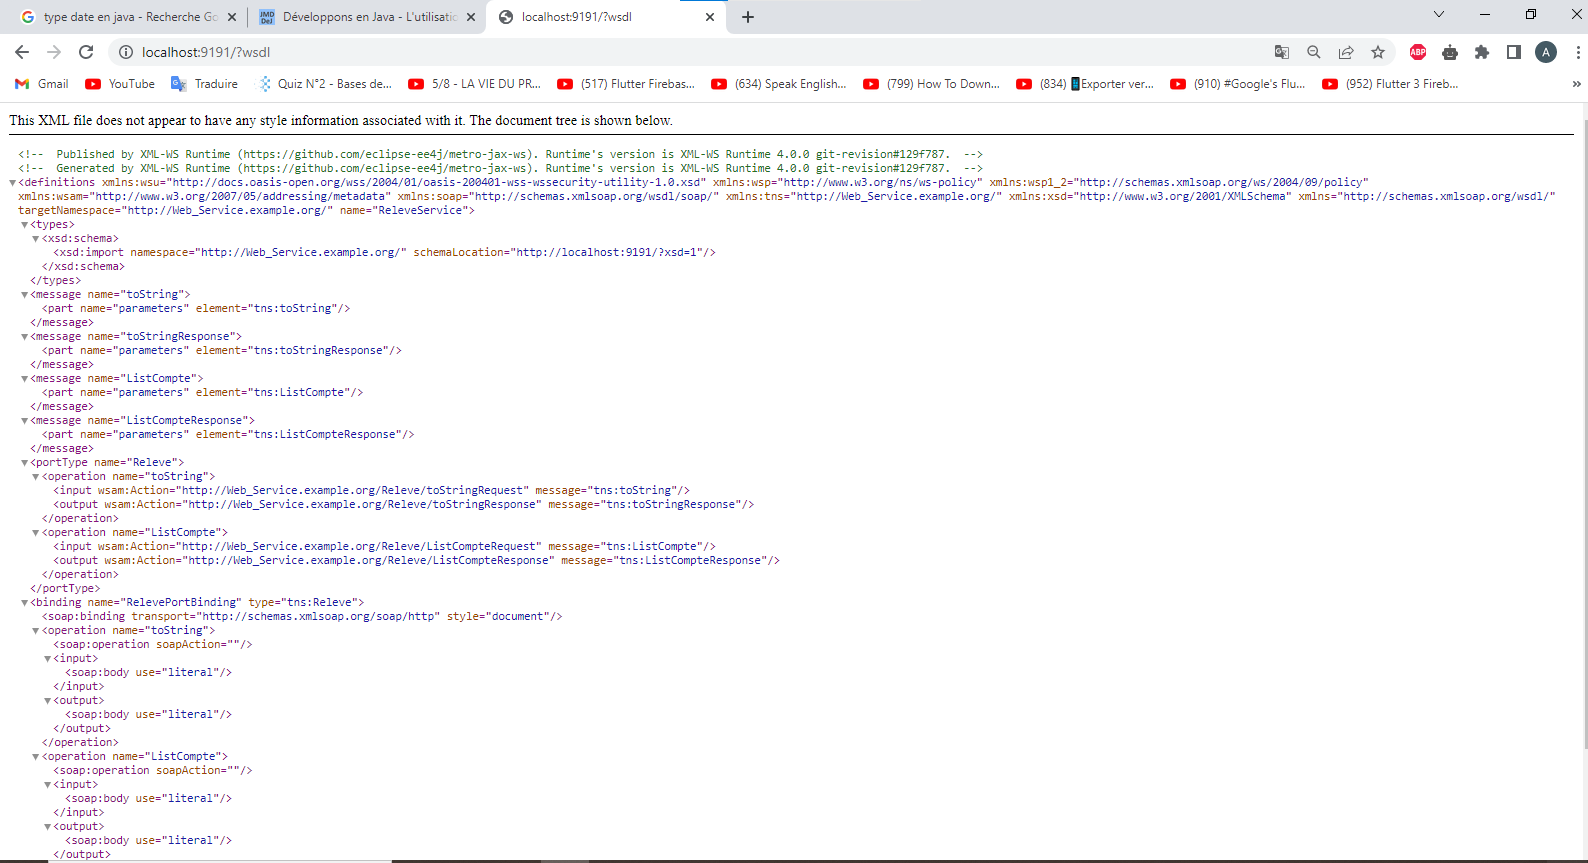 type date en java - Recherche Go
Développons en Java - L'utilisatio
localhost:9191/?wsdl
localhost:9191/?wsdl
ABP
A
Gmail
YouTube
Traduire
Quiz N°2 - Bases de...
5/8 - LA VIE DU PR...
(517) Flutter Firebas...
(634) Speak English...
(799) How To Down...
(834) 📱Exporter ver...
(910) #Google's Flu...
(952) Flutter 3 Fireb...
»
This XML file does not appear to have any style information associated with it. The document tree is shown below.
<!-- Published by XML-WS Runtime (https://github.com/eclipse-ee4j/metro-jax-ws). Runtime's version is XML-WS Runtime 4.0.0 git-revision#129f787. -->
<!-- Generated by XML-WS Runtime (https://github.com/eclipse-ee4j/metro-jax-ws). Runtime's version is XML-WS Runtime 4.0.0 git-revision#129f787. -->
<definitions xmlns:wsu="http://docs.oasis-open.org/wss/2004/01/oasis-200401-wss-wssecurity-utility-1.0.xsd" xmlns:wsp="http://www.w3.org/ns/ws-policy" xmlns:wsp1_2="http://schemas.xmlsoap.org/ws/2004/09/policy"
xmlns:wsam="http://www.w3.org/2007/05/addressing/metadata" xmlns:soap="http://schemas.xmlsoap.org/wsdl/soap/" xmlns:tns="http://Web_Service.example.org/" xmlns:xsd="http://www.w3.org/2001/XMLSchema" xmlns="http://schemas.xmlsoap.org/wsdl/"
targetNamespace="http://Web_Service.example.org/" name="ReleveService">
<types>
<xsd:schema>
<xsd:import namespace="http://Web_Service.example.org/" schemaLocation="http://localhost:9191/?xsd=1"/>
</xsd:schema>
</types>
<message name="toString">
<part name="parameters" element="tns:toString"/>
</message>
<message name="toStringResponse">
<part name="parameters" element="tns:toStringResponse"/>
</message>
<message name="ListCompte">
<part name="parameters" element="tns:ListCompte"/>
</message>
<message name="ListCompteResponse">
<part name="parameters" element="tns:ListCompteResponse"/>
</message>
<portType name="Releve">
<operation name="toString">
<input wsam:Action="http://Web_Service.example.org/Releve/toStringRequest" message="tns:toString"/>
<output wsam:Action="http://Web_Service.example.org/Releve/toStringResponse" message="tns:toStringResponse"/>
</operation>
<operation name="ListCompte">
<input wsam:Action="http://Web_Service.example.org/Releve/ListCompteRequest" message="tns:ListCompte"/>
<output wsam:Action="http://Web_Service.example.org/Releve/ListCompteResponse" message="tns:ListCompteResponse"/>
</operation>
</portType>
<binding name="RelevePortBinding" type="tns:Releve">
<soap:binding transport="http://schemas.xmlsoap.org/soap/http" style="document"/>
<operation name="toString">
<soap:operation soapAction=""/>
<input>
<soap:body use="literal"/>
</input>
<output>
<soap:body use="literal"/>
</output>
</operation>
<operation name="ListCompte">
<soap:operation soapAction=""/>
<input>
<soap:body use="literal"/>
</input>
<output>
<soap:body use="literal"/>
</output>